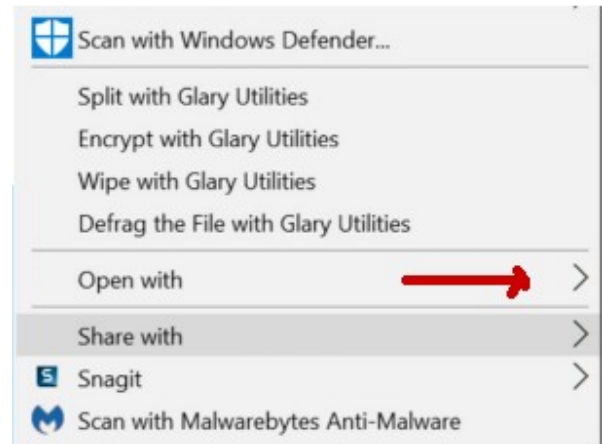 Scan with Windows Defender...
Split with Glary Utilities
Encrypt with Glary Utilities
Wipe with Glary Utilities
Defrag the File with Glary Utilities
Open with
Share with
Snagit
Scan with Malwarebytes Anti-Malware